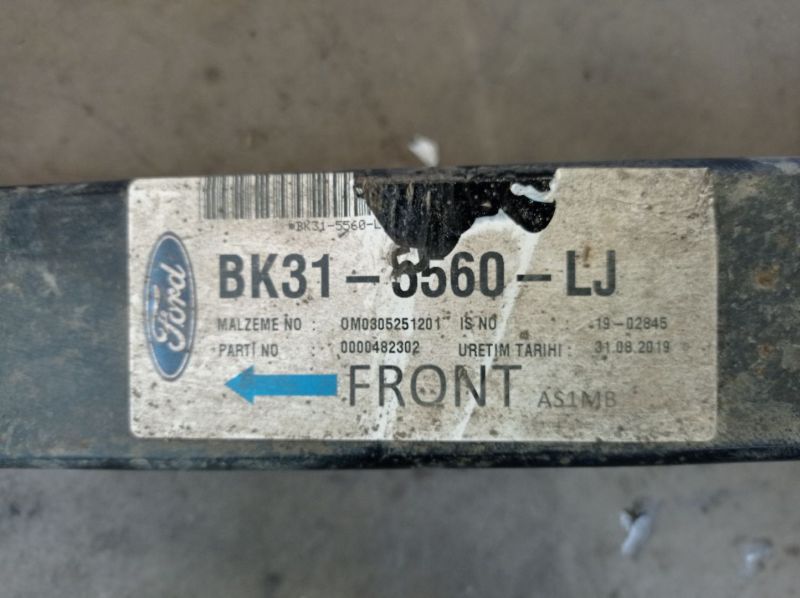 *BK31-5560-L
Ford
BK31-5560-LJ
MALZEME NO : 0M0305251201 IS NO : 19-02845
PARTİ NO : 0000482302 URETIM TARIHI : 31.08.2019
FRONT AS1MB